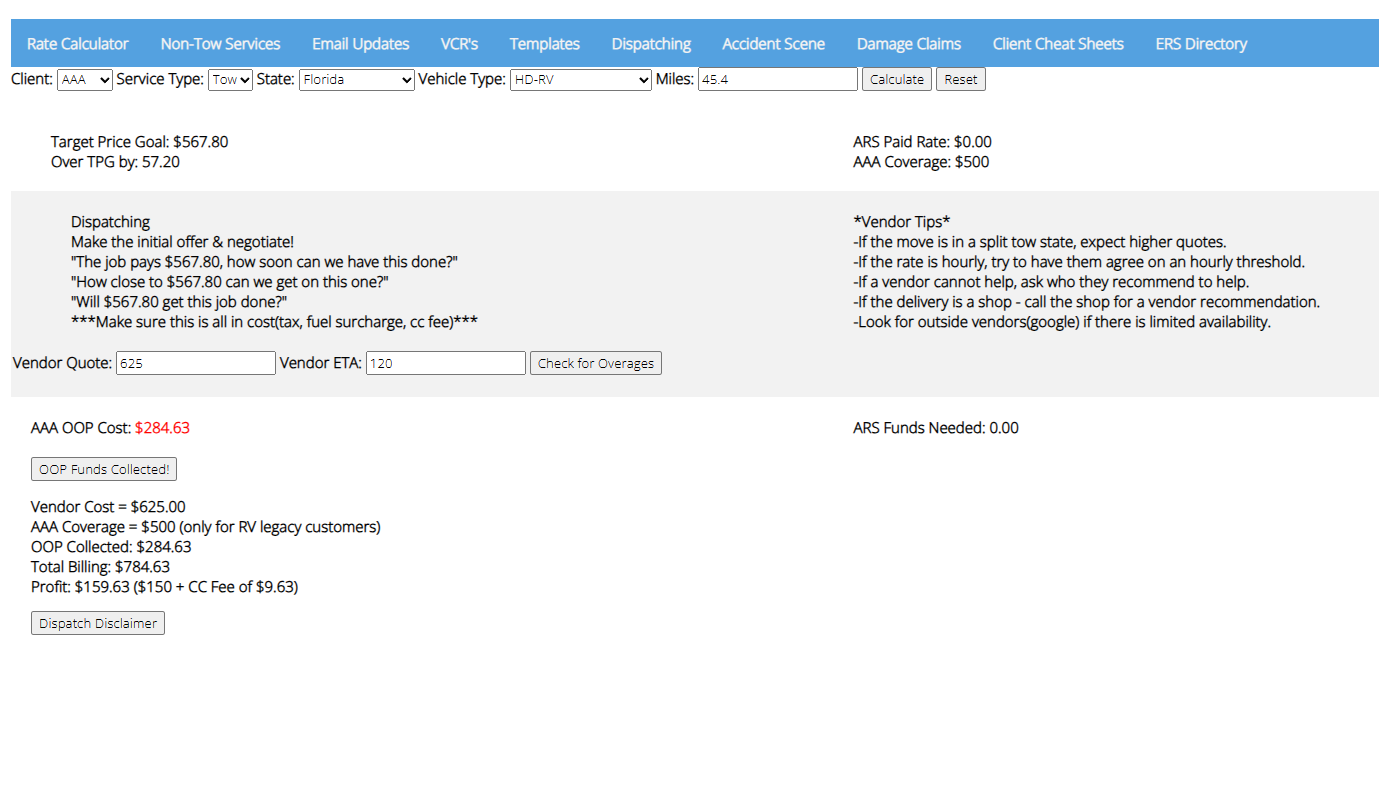 Rate Calculator Non-Tow Services Email Updates VCR's Templates Dispatching Accident Scene Damage Claims Client Cheat Sheets ERS Directory
Client: AAA Service Type: Tow State: Florida Vehicle Type: HD-RV Miles: 45.4 Calculate Reset
Target Price Goal: $567.80
Over TPG by: 57.20
ARS Paid Rate: $0.00
AAA Coverage: $500
Dispatching
Make the initial offer & negotiate!
"The job pays $567.80, how soon can we have this done?"
"How close to $567.80 can we get on this one?"
"Will $567.80 get this job done?"
***Make sure this is all in cost(tax, fuel surcharge, cc fee)***
*Vendor Tips*
-If the move is in a split tow state, expect higher quotes.
-If the rate is hourly, try to have them agree on an hourly threshold.
-If a vendor cannot help, ask who they recommend to help.
-If the delivery is a shop - call the shop for a vendor recommendation.
-Look for outside vendors(google) if there is limited availability.
Vendor Quote: 625 Vendor ETA: 120 Check for Overages
AAA OOP Cost: $284.63
ARS Funds Needed: 0.00
OOP Funds Collected!
Vendor Cost = $625.00
AAA Coverage = $500 (only for RV legacy customers)
OOP Collected: $284.63
Total Billing: $784.63
Profit: $159.63 ($150 + CC Fee of $9.63)
Dispatch Disclaimer